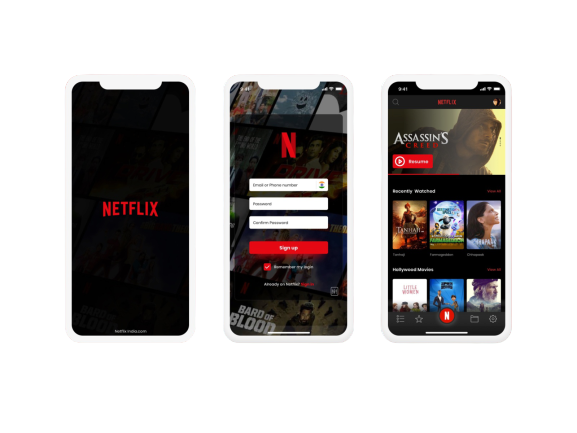 NETFLIX
Netflix-india.com
9:41
N
Email or Phone number
Password
Confirm Password
Sign up
Remember my login
Already on Netflix?
BARD OF
BLOOD
9:41
NETFLIX
ASSASSIN'S
CREED
Resume
Recently Watched
View All
TANHAJI
Tanhaji
Farmageddon
Chhapaak
Hollywood Movies
View All
LITTLE
WOMEN
N